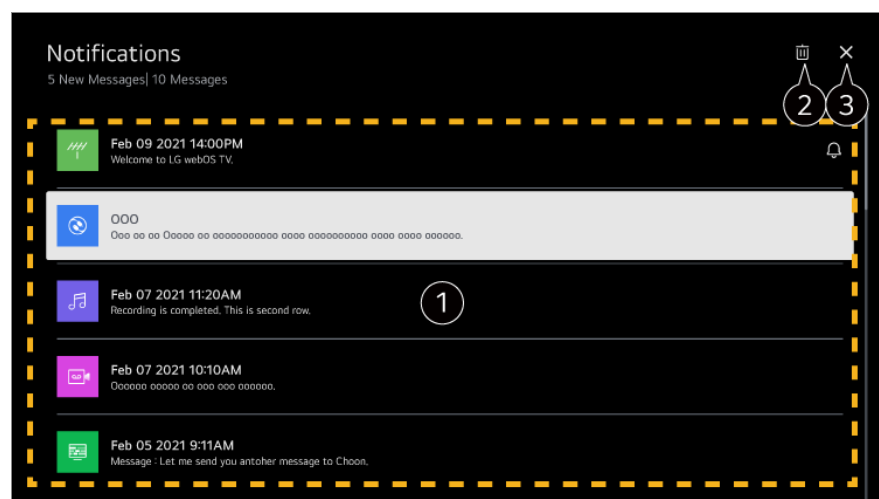 Notifications
5 New Messages| 10 Messages
2 3
Feb 09 2021 14:00PM
Welcome to LG webOS TV.
OOO
Ooo oo oo Ooooo oo ooooooooooo oooo oooooooooo oooo oooo oooooo.
Feb 07 2021 11:20AM
Recording is completed. This is second row.
1
Feb 07 2021 10:10AM
Oooooo ooooo oo ooo ooo oooooo.
Feb 05 2021 9:11AM
Message : Let me send you antoher message to Choon.